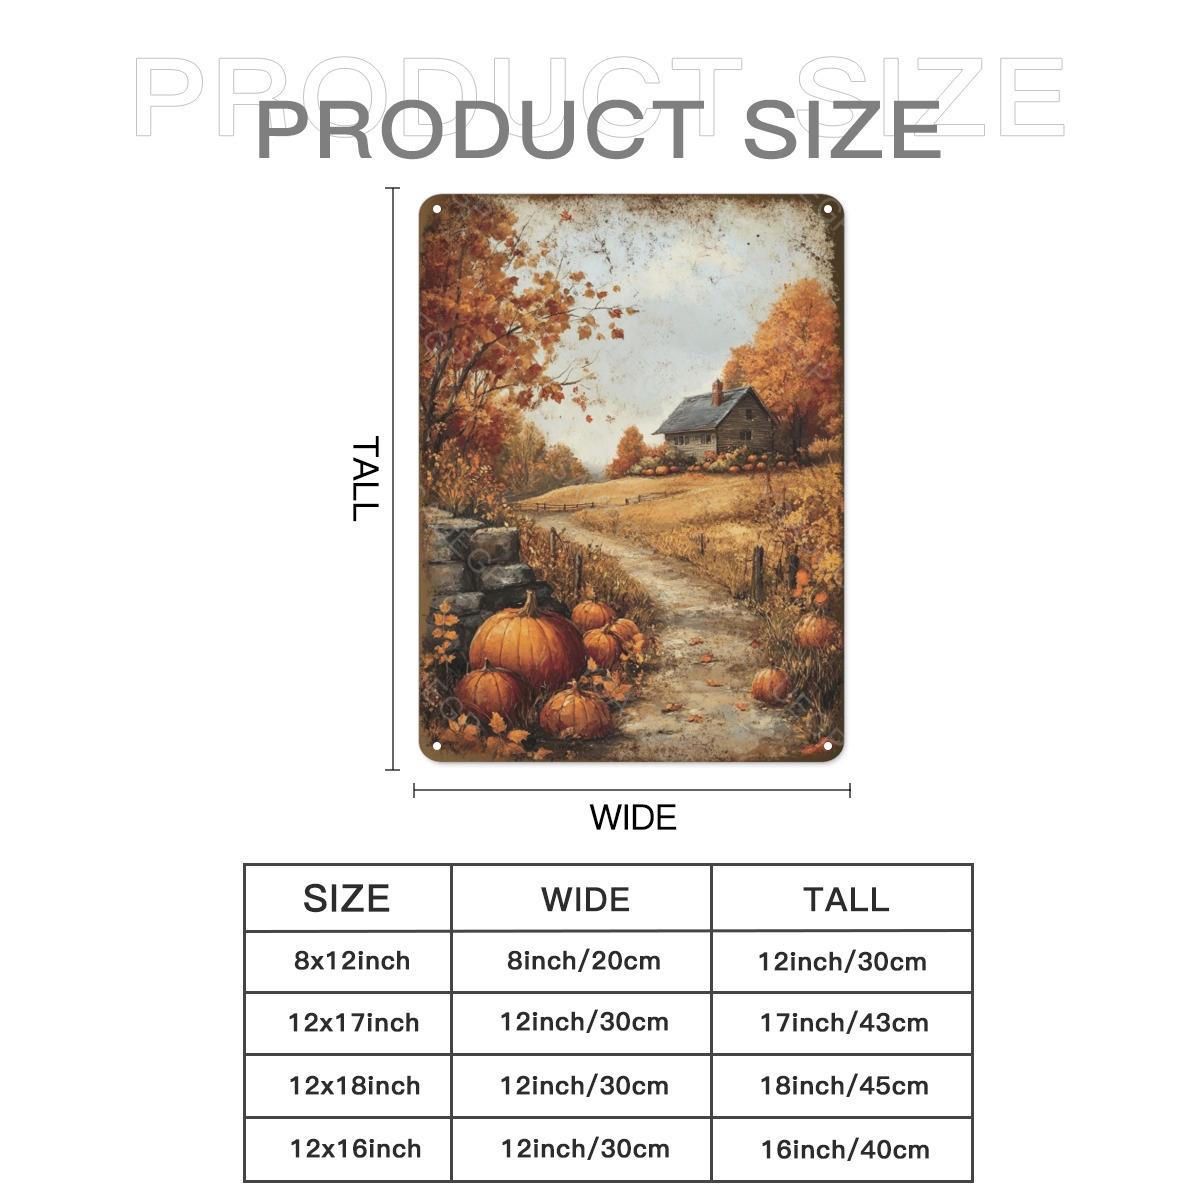 PRODUCT SIZE
PRODUCT SIZE
TALL
WIDE
SIZE WIDE TALL
8x12inch 8inch/20cm 12inch/30cm
12x17inch 12inch/30cm 17inch/43cm
12x18inch 12inch/30cm 18inch/45cm
12x16inch 12inch/30cm 16inch/40cm